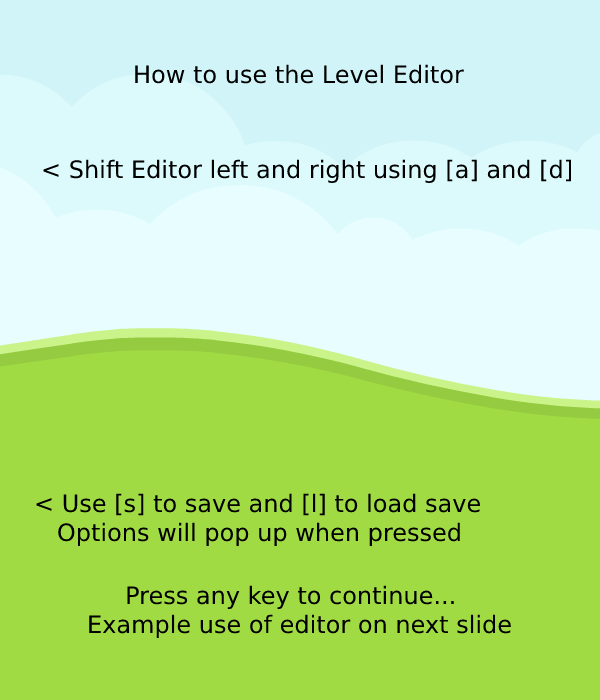 How to use the Level Editor
< Shift Editor left and right using [a] and [d]
< Use [s] to save and [l] to load save
Options will pop up when pressed
Press any key to continue...
Example use of editor on next slide